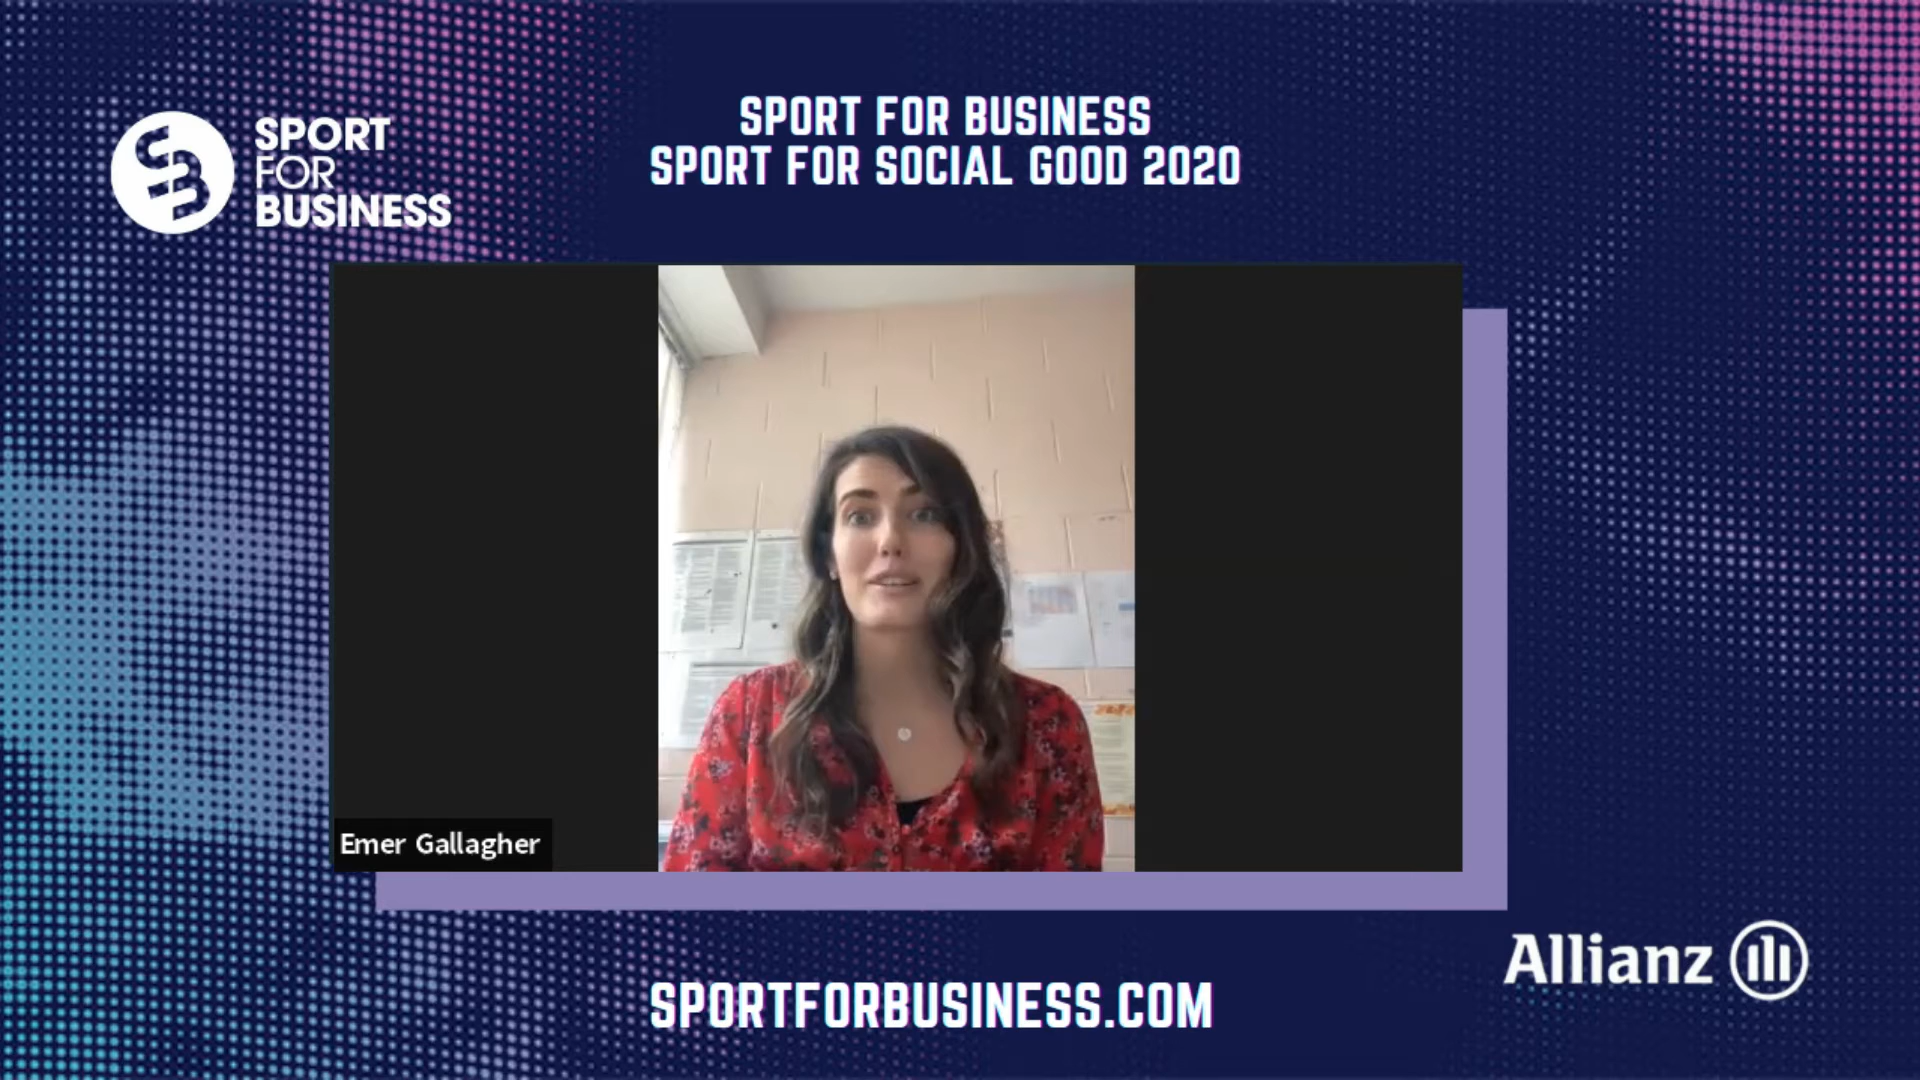 SPORT
FOR
BUSINESS
SPORT FOR BUSINESS
SPORT FOR SOCIAL GOOD 2020
Emer Gallagher
Allianz
SPORTFORBUSINESS.COM